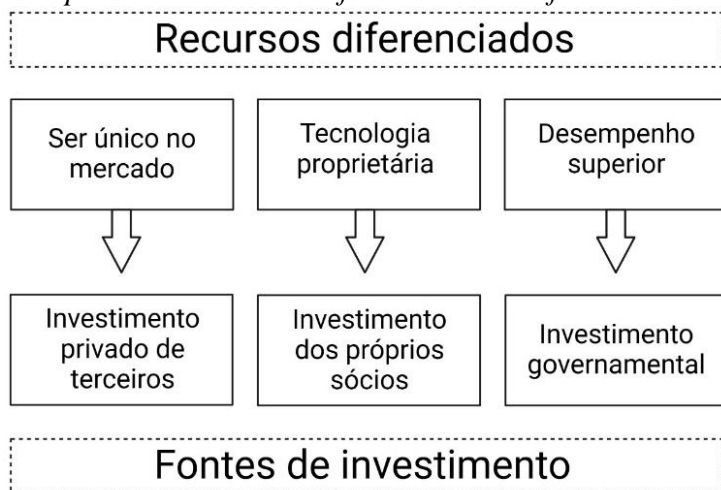 Recursos diferenciados
Ser único no
mercado
Tecnologia
proprietária
Desempenho
superior
Investimento
privado de
terceiros
Investimento
dos próprios
sócios
Investimento
governamental
Fontes de investimento